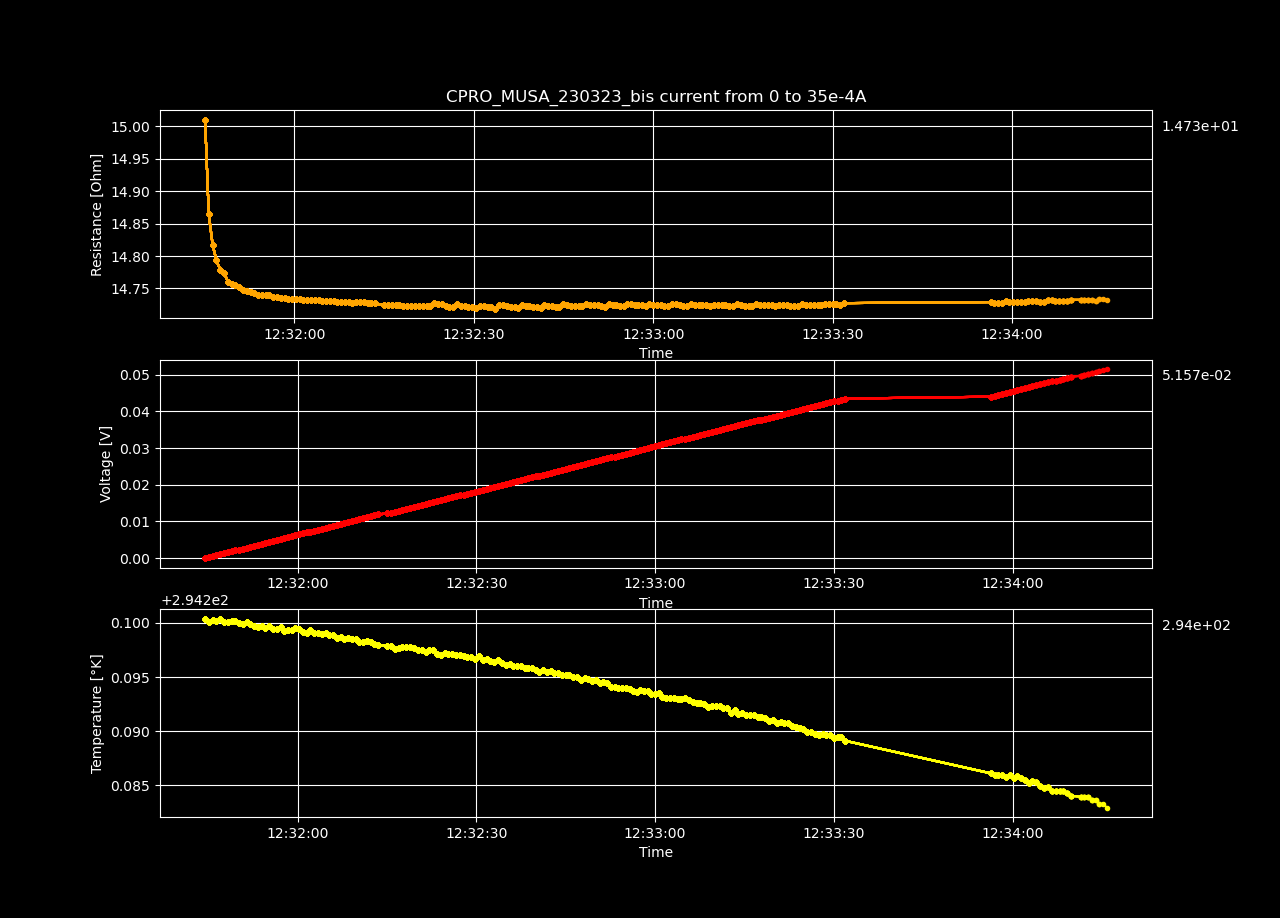 CPRO_MUSA_230323_bis current from 0 to 35e-4A
1.473e+01
Resistance [Ohm]
15.00
14.95
14.90
14.85
14.80
14.75
12:32:00 12:32:30 12:33:00 12:33:30 12:34:00
Time
5.157e-02
Voltage [V]
0.05
0.04
0.03
0.02
0.01
0.00
12:32:00 12:32:30 12:33:00 12:33:30 12:34:00
Time
+2.942e2
2.94e+02
Temperature [°K]
0.100
0.095
0.090
0.085
12:32:00 12:32:30 12:33:00 12:33:30 12:34:00
Time